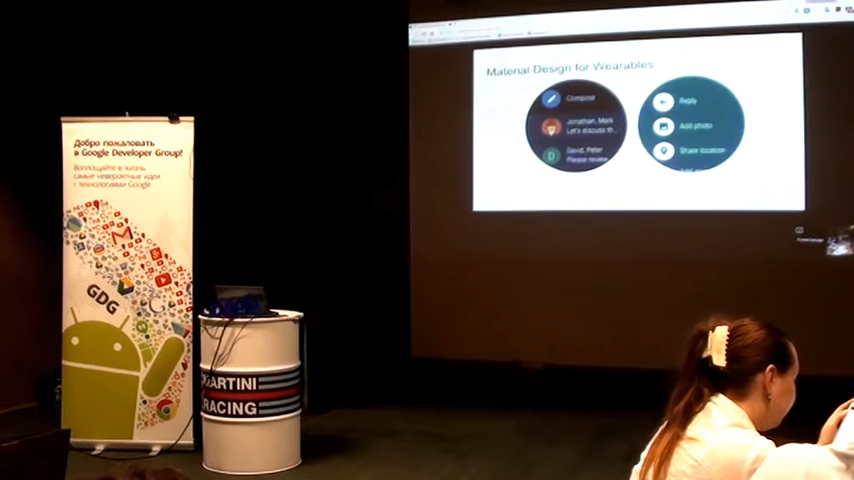 Добро пожаловать
в Google Developer Group!
Воплощайте в жизнь
самые невероятные идеи
с технологиями Google
GDG
MARTINI
RACING
Material Design for Wearables
Compose
Jonathan, Mark
Let's discuss th...
D
David, Peter
Please review
Reply
Add photo
Share location